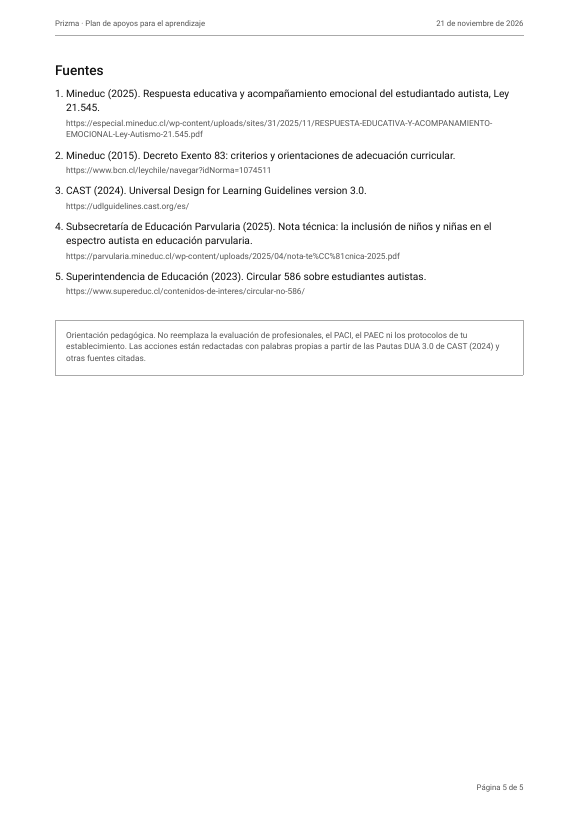 Prizma · Plan de apoyos para el aprendizaje
21 de noviembre de 2026
Fuentes
1. Mineduc (2025). Respuesta educativa y acompañamiento emocional del estudiantado autista, Ley
21.545.
https://especial.mineduc.cl/wp-content/uploads/sites/31/2025/11/RESPUESTA-EDUCATIVA-Y-ACOMPANAMIENTO-
EMOCIONAL-Ley-Autismo-21.545.pdf
2. Mineduc (2015). Decreto Exento 83: criterios y orientaciones de adecuación curricular.
https://www.bcn.cl/leychile/navegar?idNorma=1074511
3. CAST (2024). Universal Design for Learning Guidelines version 3.0.
https://udlguidelines.cast.org/es/
4. Subsecretaría de Educación Parvularia (2025). Nota técnica: la inclusión de niños y niñas en el
espectro autista en educación parvularia.
https://parvularia.mineduc.cl/wp-content/uploads/2025/04/nota-te%CC%81cnica-2025.pdf
5. Superintendencia de Educación (2023). Circular 586 sobre estudiantes autistas.
https://www.supereduc.cl/contenidos-de-interes/circular-no-586/
Orientación pedagógica. No reemplaza la evaluación de profesionales, el PACI, el PAEC ni los protocolos de tu
establecimiento. Las acciones están redactadas con palabras propias a partir de las Pautas DUA 3.0 de CAST (2024) y
otras fuentes citadas.
Página 5 de 5